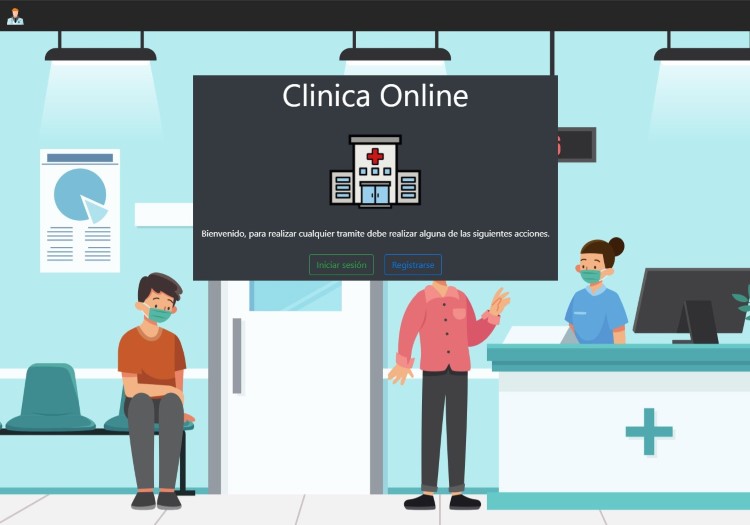 Clinica Online
Bienvenido, para realizar cualquier tramite debe realizar alguna de las siguientes acciones.
Iniciar sesión
Registrarse